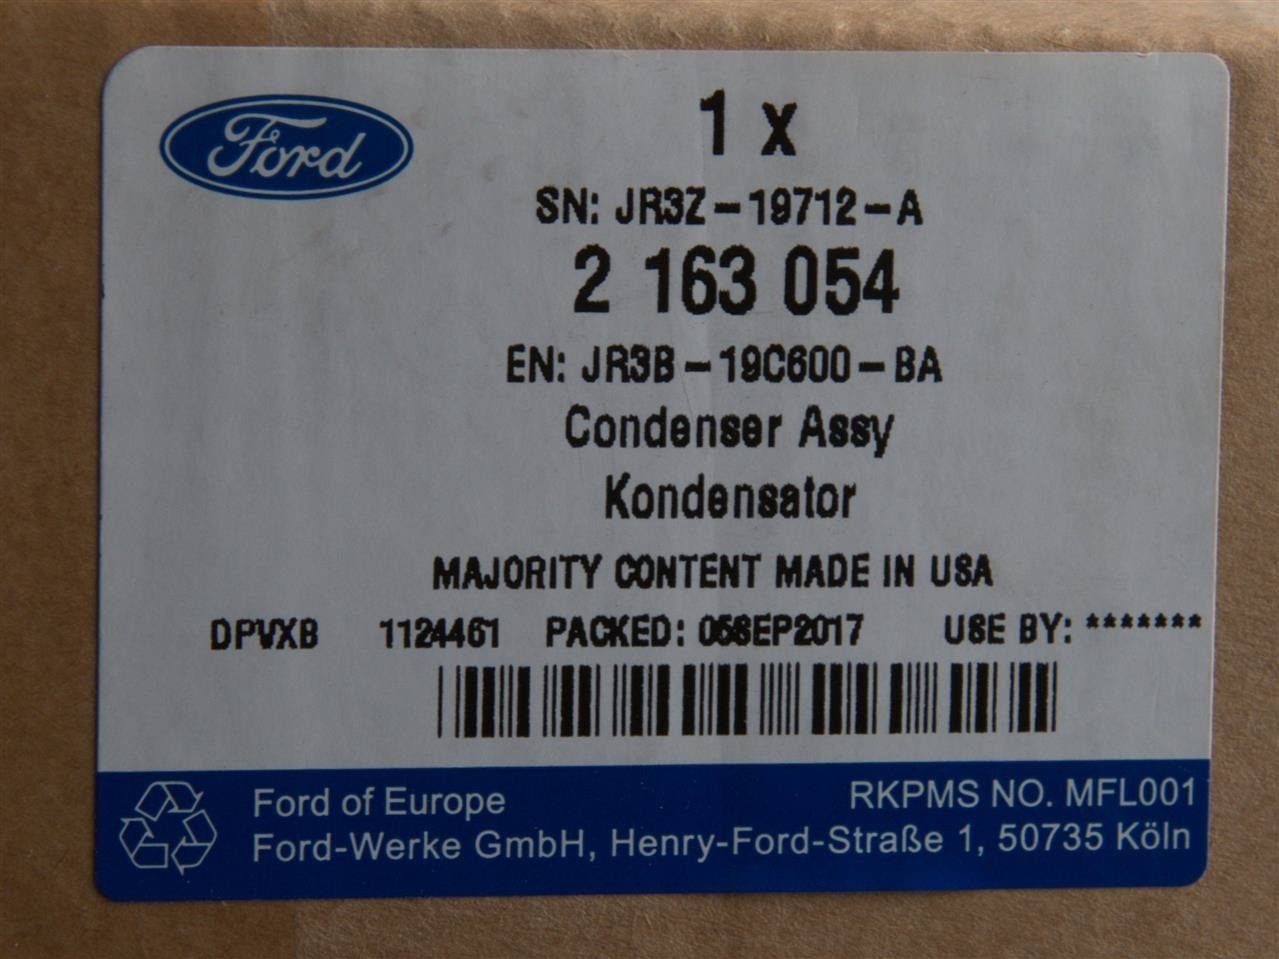 Ford
1 x
SN: JR3Z-19712-A
2 163 054
EN: JR3B-19C600-BA
Condenser Assy
Kondensator
MAJORITY CONTENT MADE IN USA
DPVXB 1124461 PACKED: 05SEP2017 USE BY: *******
Ford of Europe RKPMS NO. MFL001
Ford-Werke GmbH, Henry-Ford-Straße 1, 50735 Köln